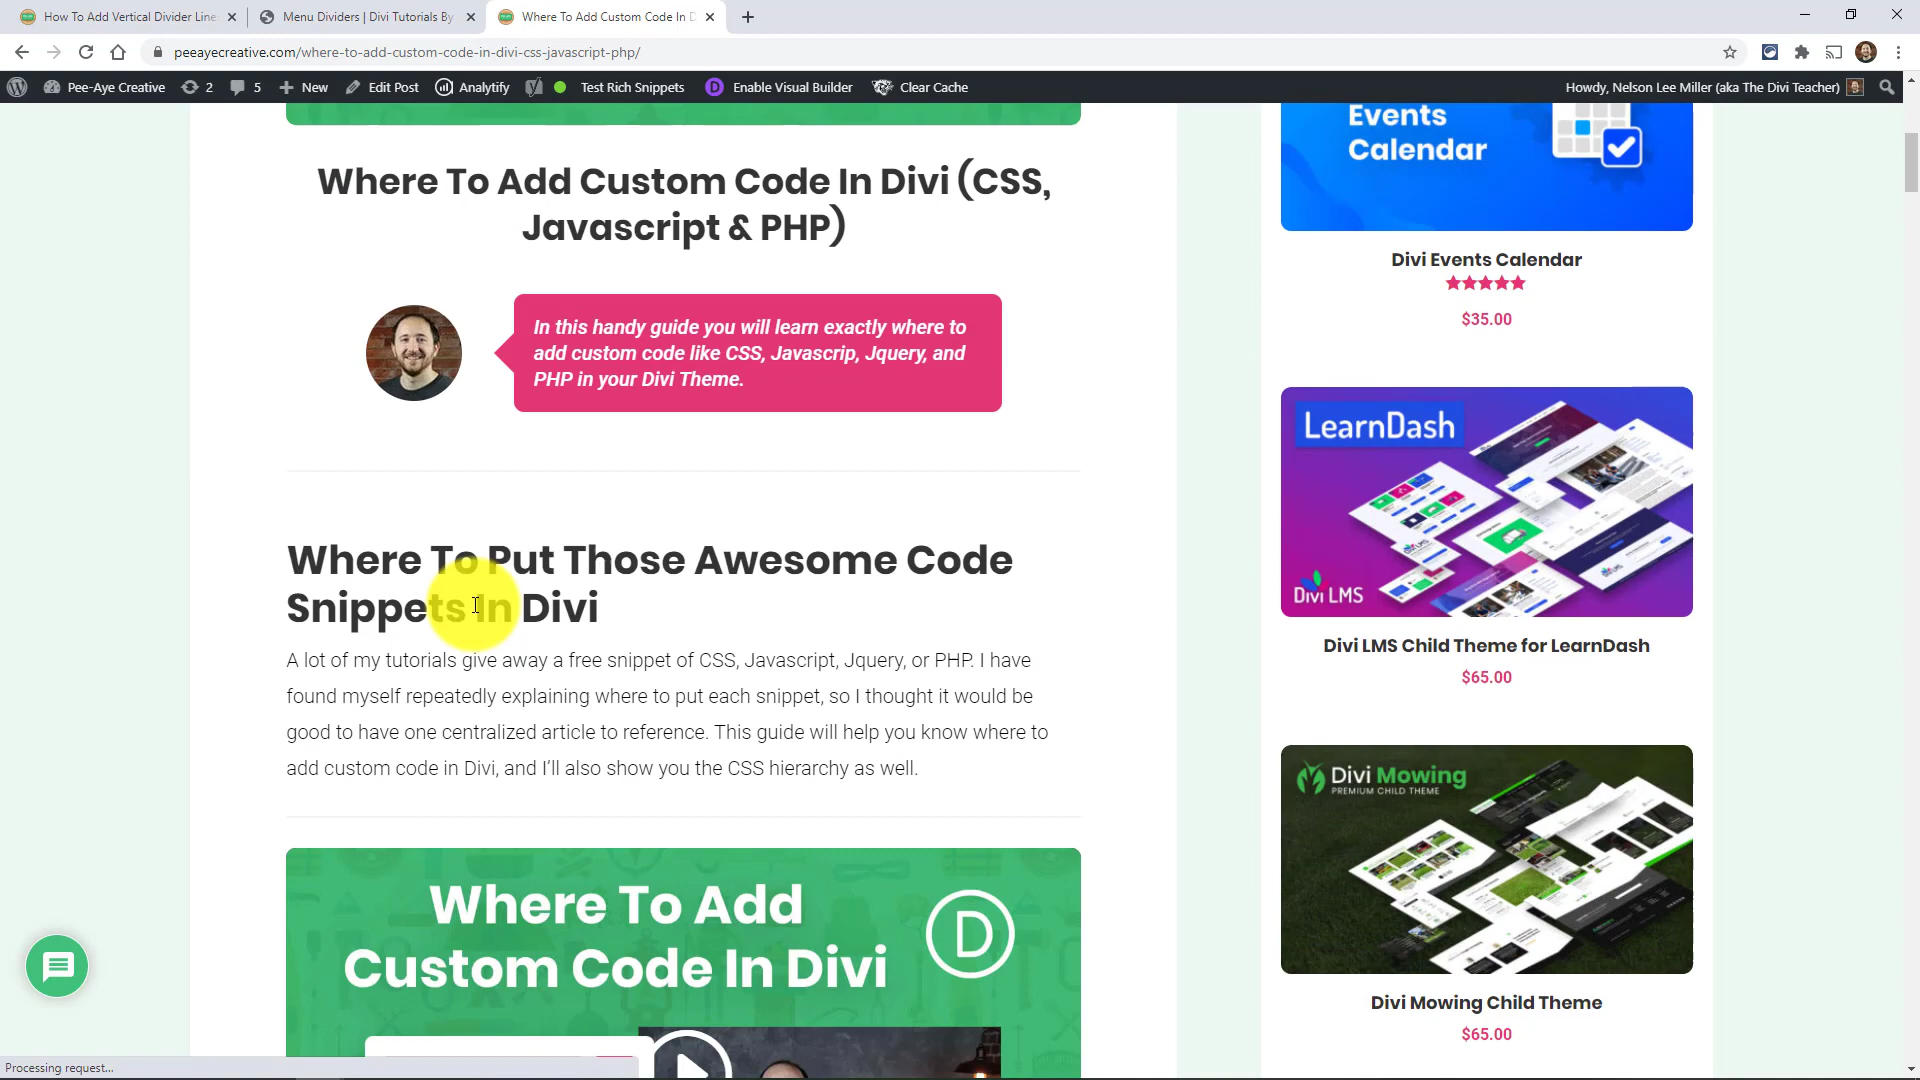 How To Add Vertical Divider Line
Menu Dividers | Divi Tutorials By
Where To Add Custom Code In D
peeayecreative.com/where-to-add-custom-code-in-divi-css-javascript-php/
Pee-Aye Creative
2
5
New
Edit Post
Analytify
Test Rich Snippets
Enable Visual Builder
Clear Cache
Howdy, Nelson Lee Miller (aka The Divi Teacher)
Where To Add Custom Code In Divi (CSS,
Javascript & PHP)
In this handy guide you will learn exactly where to
add custom code like CSS, Javascrip, Jquery, and
PHP in your Divi Theme.
Where To Put Those Awesome Code
Snippets In Divi
A lot of my tutorials give away a free snippet of CSS, Javascript, Jquery, or PHP. I have
found myself repeatedly explaining where to put each snippet, so I thought it would be
good to have one centralized article to reference. This guide will help you know where to
add custom code in Divi, and I'll also show you the CSS hierarchy as well.
Where To Add
Custom Code In Divi
D
Events
Calendar
Divi Events Calendar
$35.00
LearnDash
Divi LMS
Divi LMS Child Theme for LearnDash
$65.00
Divi Mowing
PREMIUM CHILD THEME
Divi Mowing Child Theme
$65.00
Processing request...